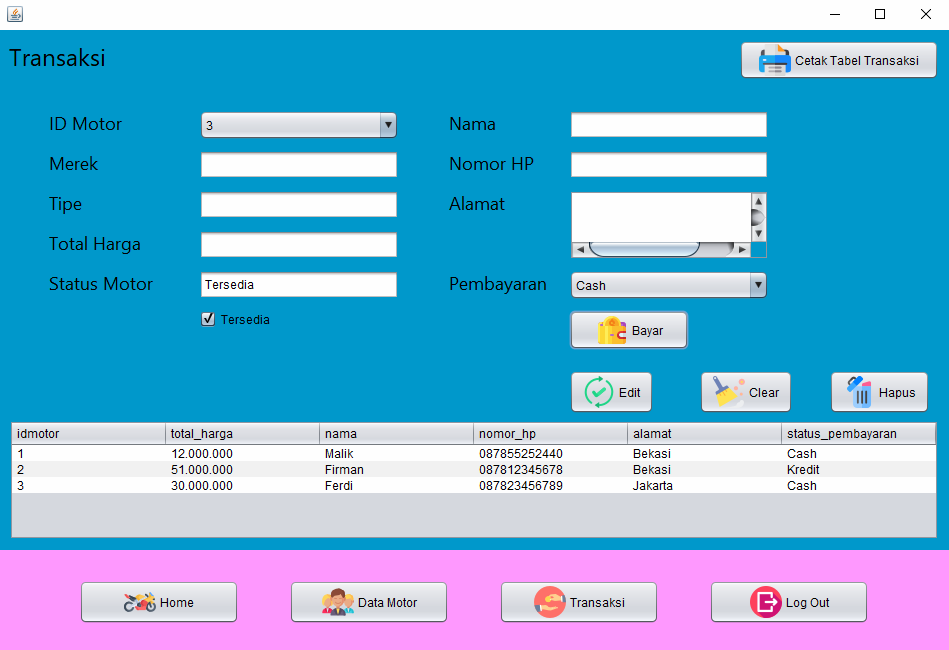 Transaksi
Cetak Tabel Transaksi
ID Motor 3 Nama
Merek Nomor HP
Tipe Alamat
Total Harga
Status Motor Tersedia Pembayaran Cash
Tersedia
Bayar
Edit Clear Hapus
idmotor total_harga nama nomor_hp alamat status_pembayaran
1 12.000.000 Malik 087855252440 Bekasi Cash
2 51.000.000 Firman 087812345678 Bekasi Kredit
3 30.000.000 Ferdi 087823456789 Jakarta Cash
Home Data Motor Transaksi Log Out